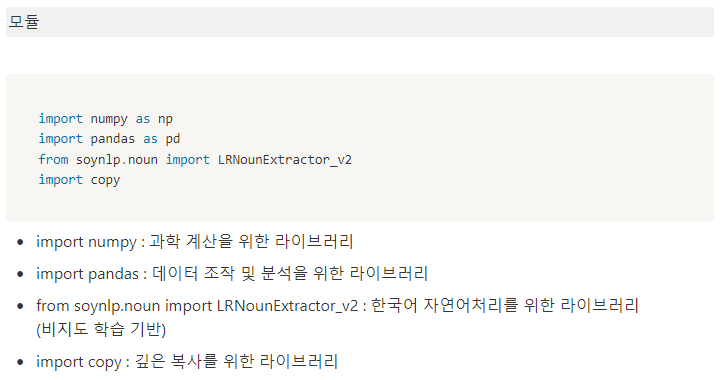 모듈
import numpy as np
import pandas as pd
from soynlp.noun import LRNounExtractor_v2
import copy
• import numpy : 과학 계산을 위한 라이브러리
• import pandas : 데이터 조작 및 분석을 위한 라이브러리
• from soynlp.noun import LRNounExtractor_v2 : 한국어 자연어처리를 위한 라이브러리
(비지도 학습 기반)
• import copy : 깊은 복사를 위한 라이브러리